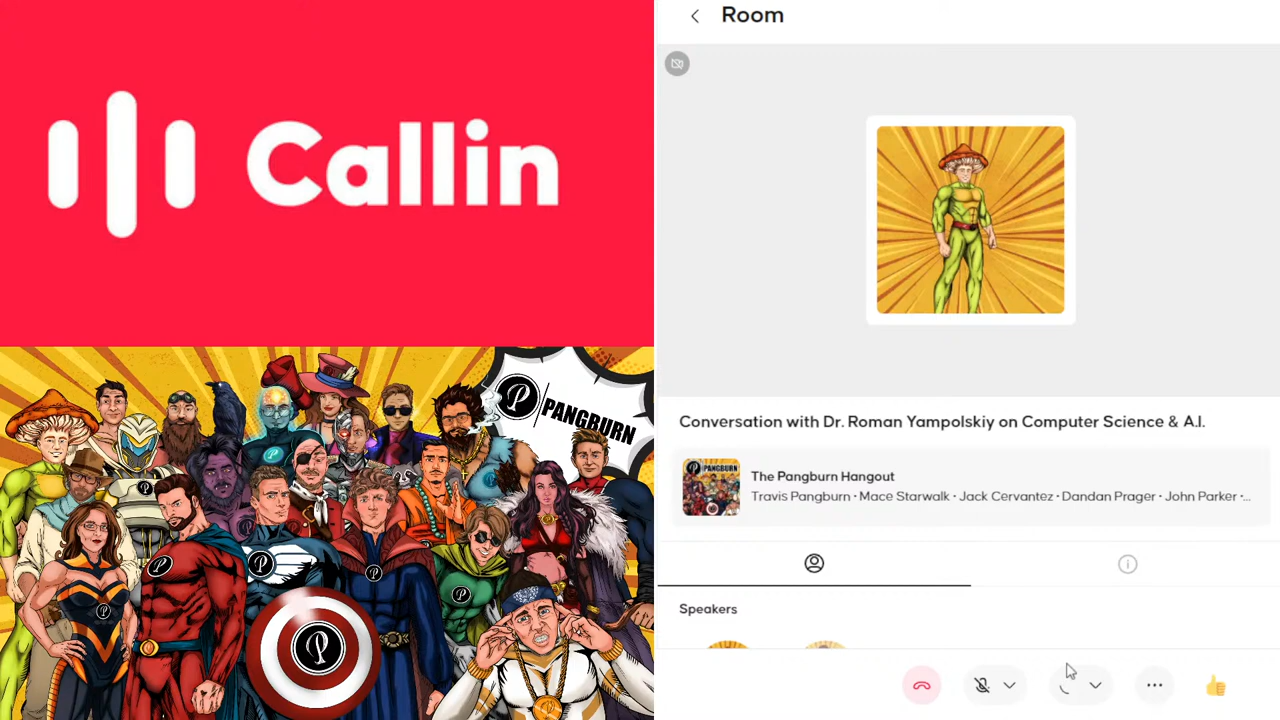 Callin
PANGBURN
Room
Conversation with Dr. Roman Yampolskiy on Computer Science & A.I.
PANGBURN
The Pangburn Hangout
Travis Pangburn • Mace Starwalk • Jack Cervantez • Dandan Prager • John Parker •...
Speakers